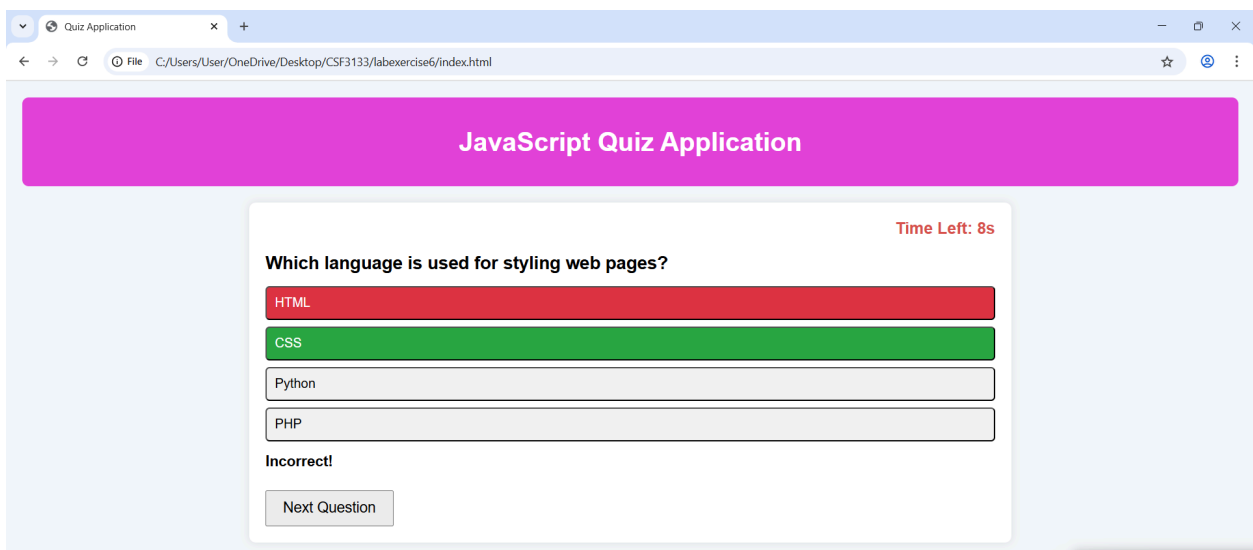 Quiz Application
File C:/Users/User/OneDrive/Desktop/CSF3133/labexercise6/index.html
JavaScript Quiz Application
Time Left: 8s
Which language is used for styling web pages?
HTML
CSS
Python
PHP
Incorrect!
Next Question